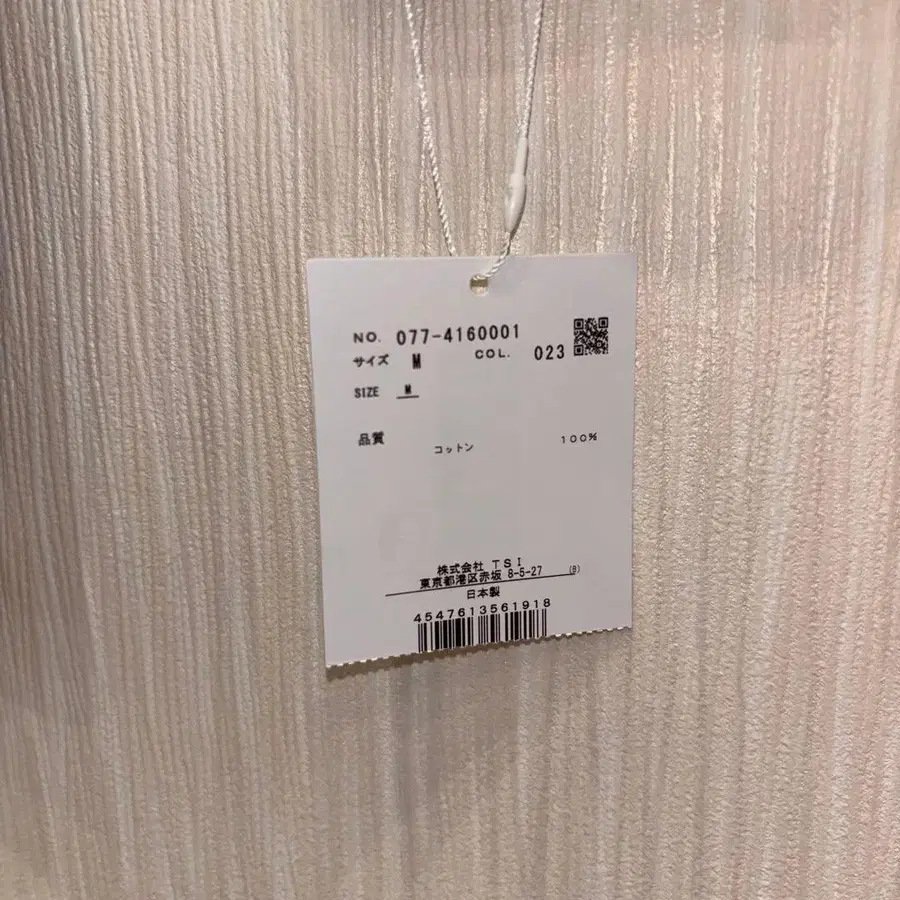 NO. 077-4160001
サイズ M COL. 023
SIZE M
品質
コットン 100%
株式会社 TSI
東京都港区赤坂 8-5-27 (B)
日本製
4547613561918